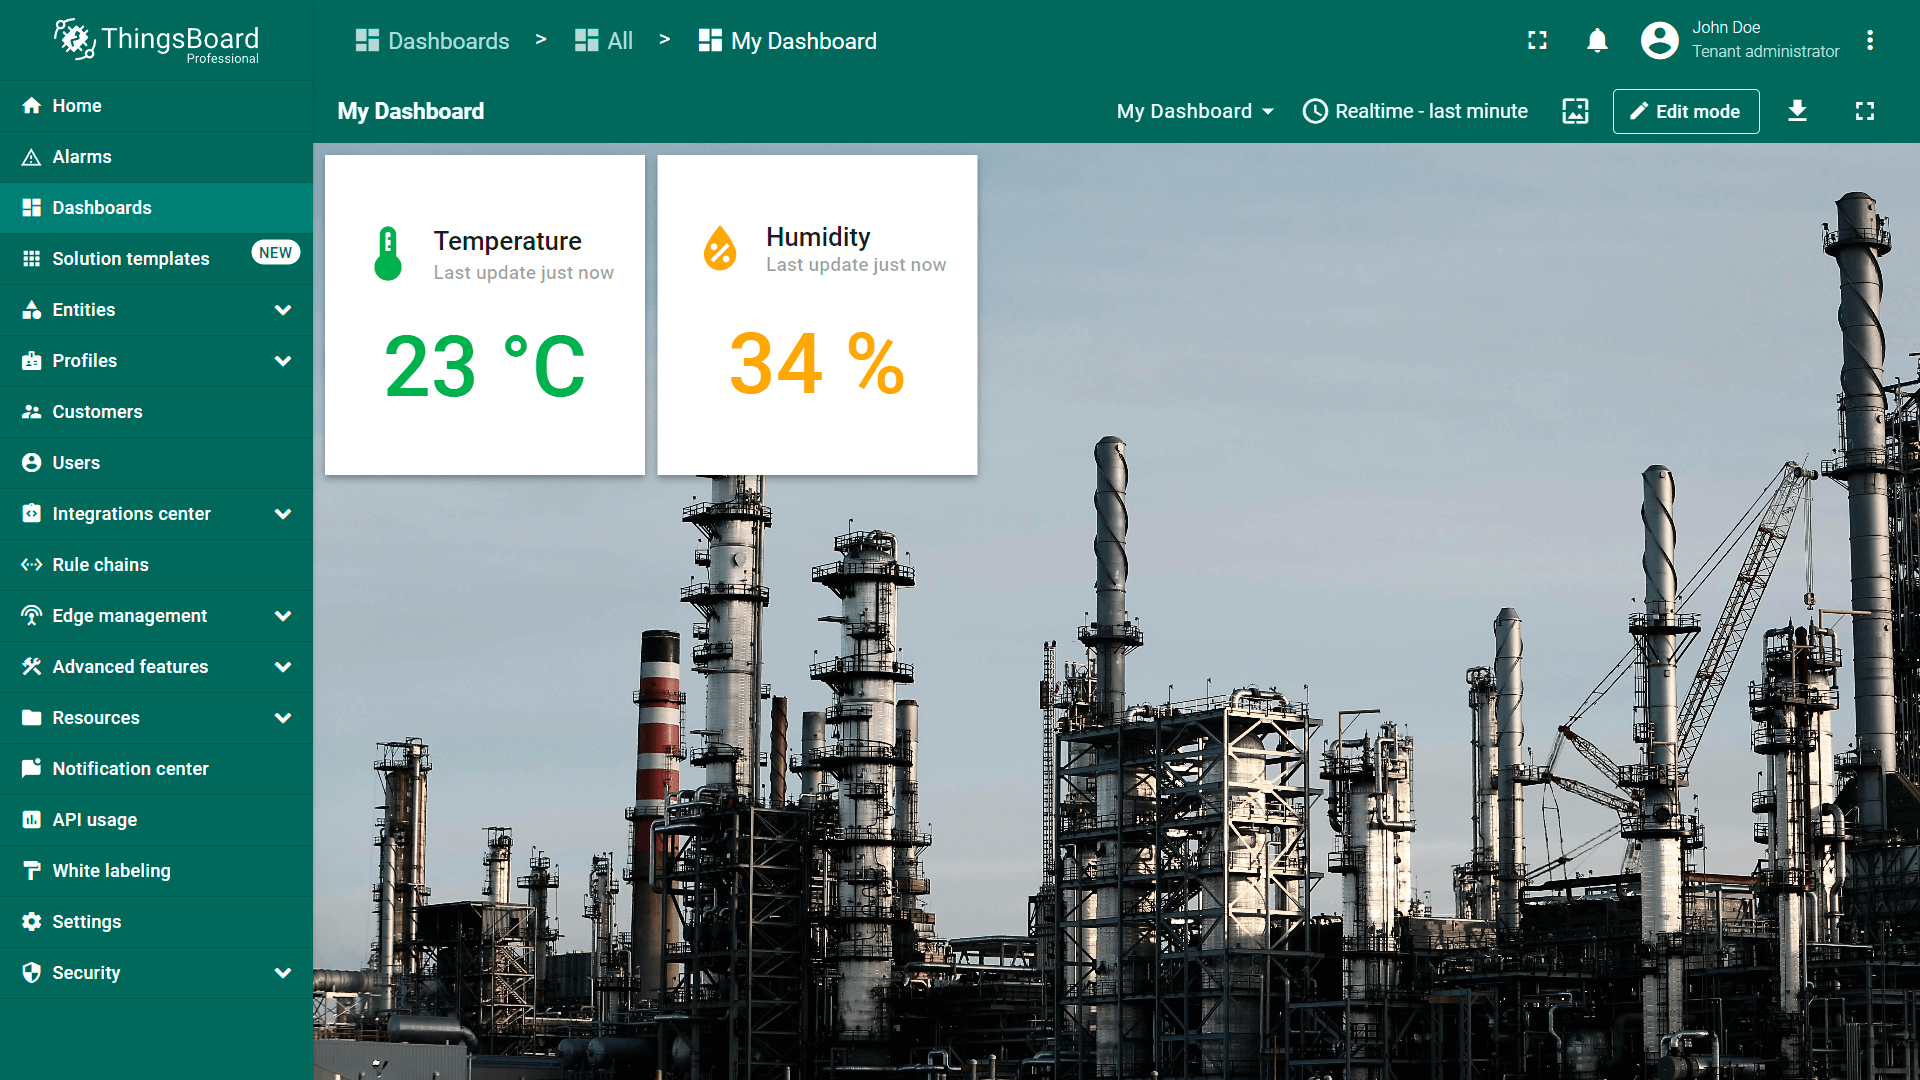 ThingsBoard
Professional
Dashboards > All > My Dashboard
John Doe
Tenant administrator
Home
Alarms
Dashboards
Solution templates NEW
Entities
Profiles
Customers
Users
Integrations center
Rule chains
Edge management
Advanced features
Resources
Notification center
API usage
White labeling
Settings
Security
My Dashboard
My Dashboard
Realtime - last minute
Edit mode
Temperature
Last update just now
23 °C
Humidity
Last update just now
34 %